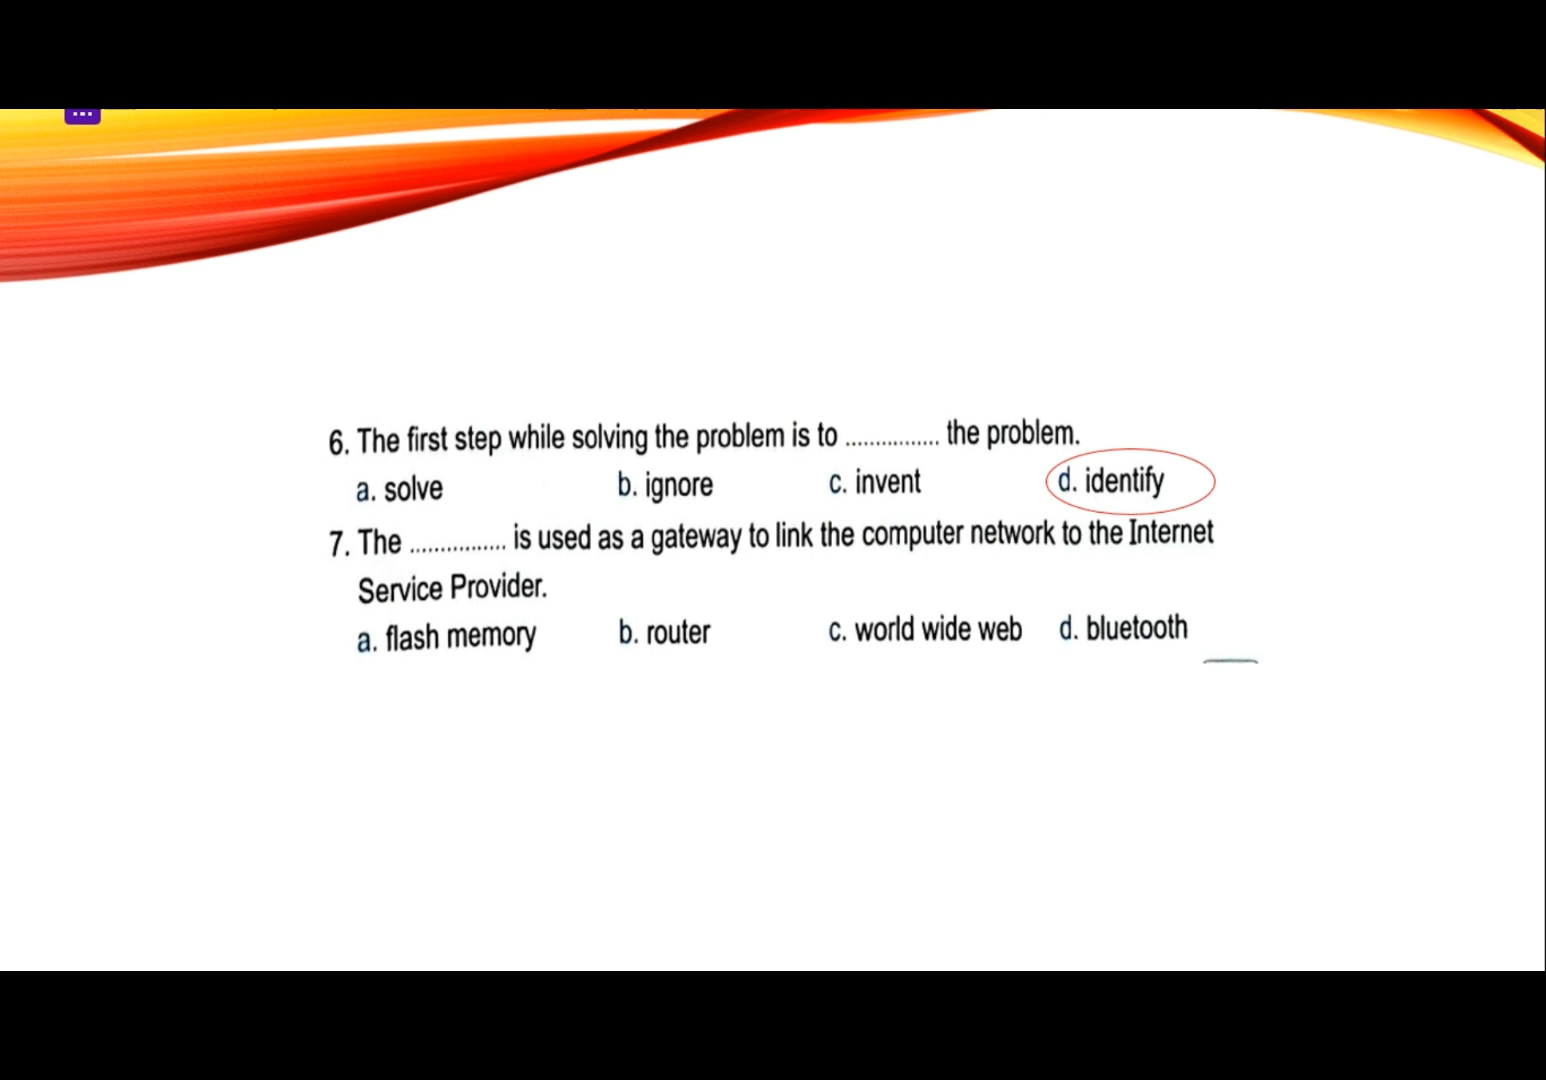 6. The first step while solving the problem is to ................ the problem.
a. solve b. ignore c. invent d. identify
7. The ................ is used as a gateway to link the computer network to the Internet
Service Provider.
a. flash memory b. router c. world wide web d. bluetooth